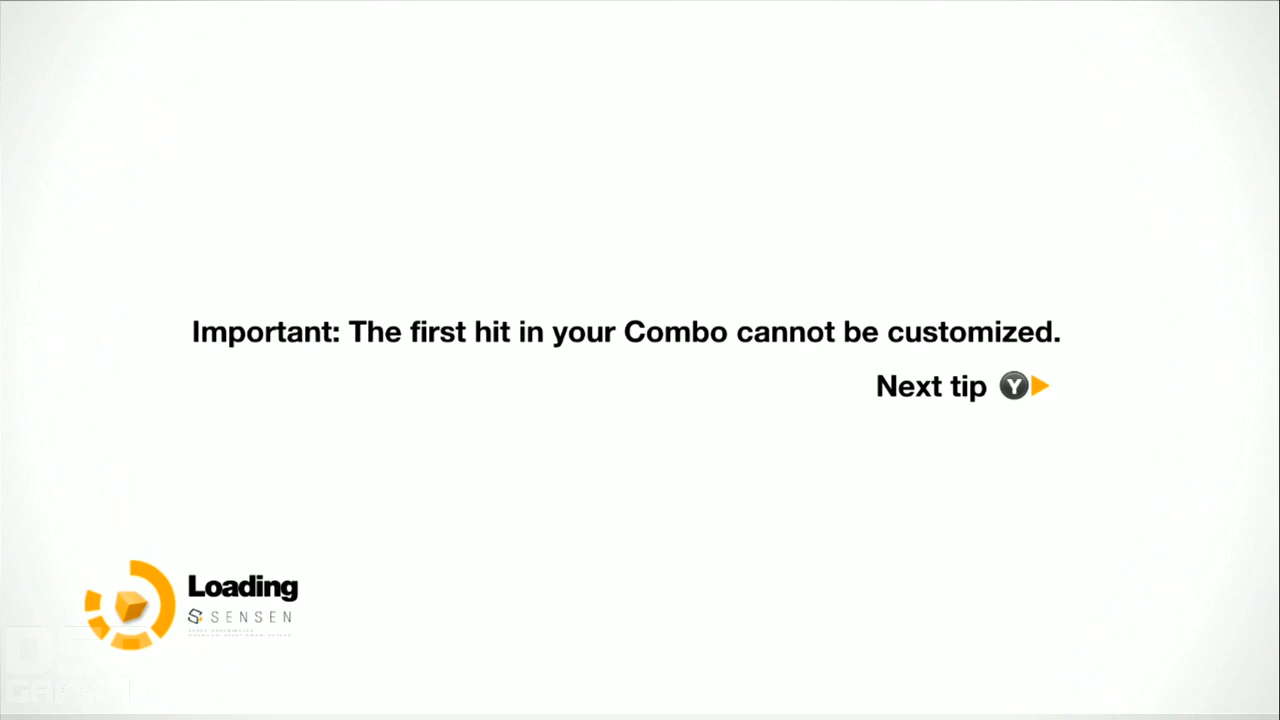 Important: The first hit in your Combo cannot be customized.
Next tip Y
Loading
SENSEN